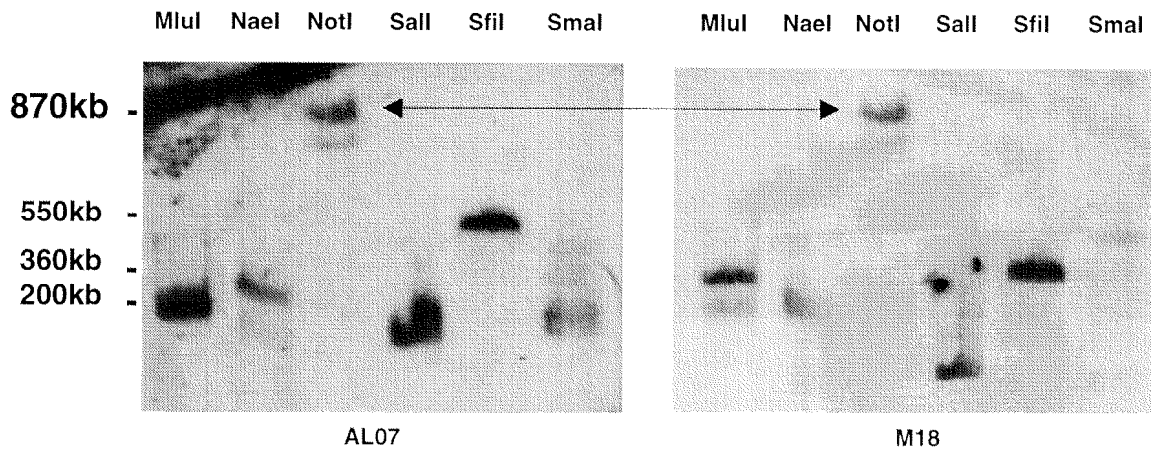 MluI NaeI NotI SalI SfiI SmaI MluI NaeI NotI SalI SfiI SmaI
870kb
550kb
360kb
200kb
AL07 M18